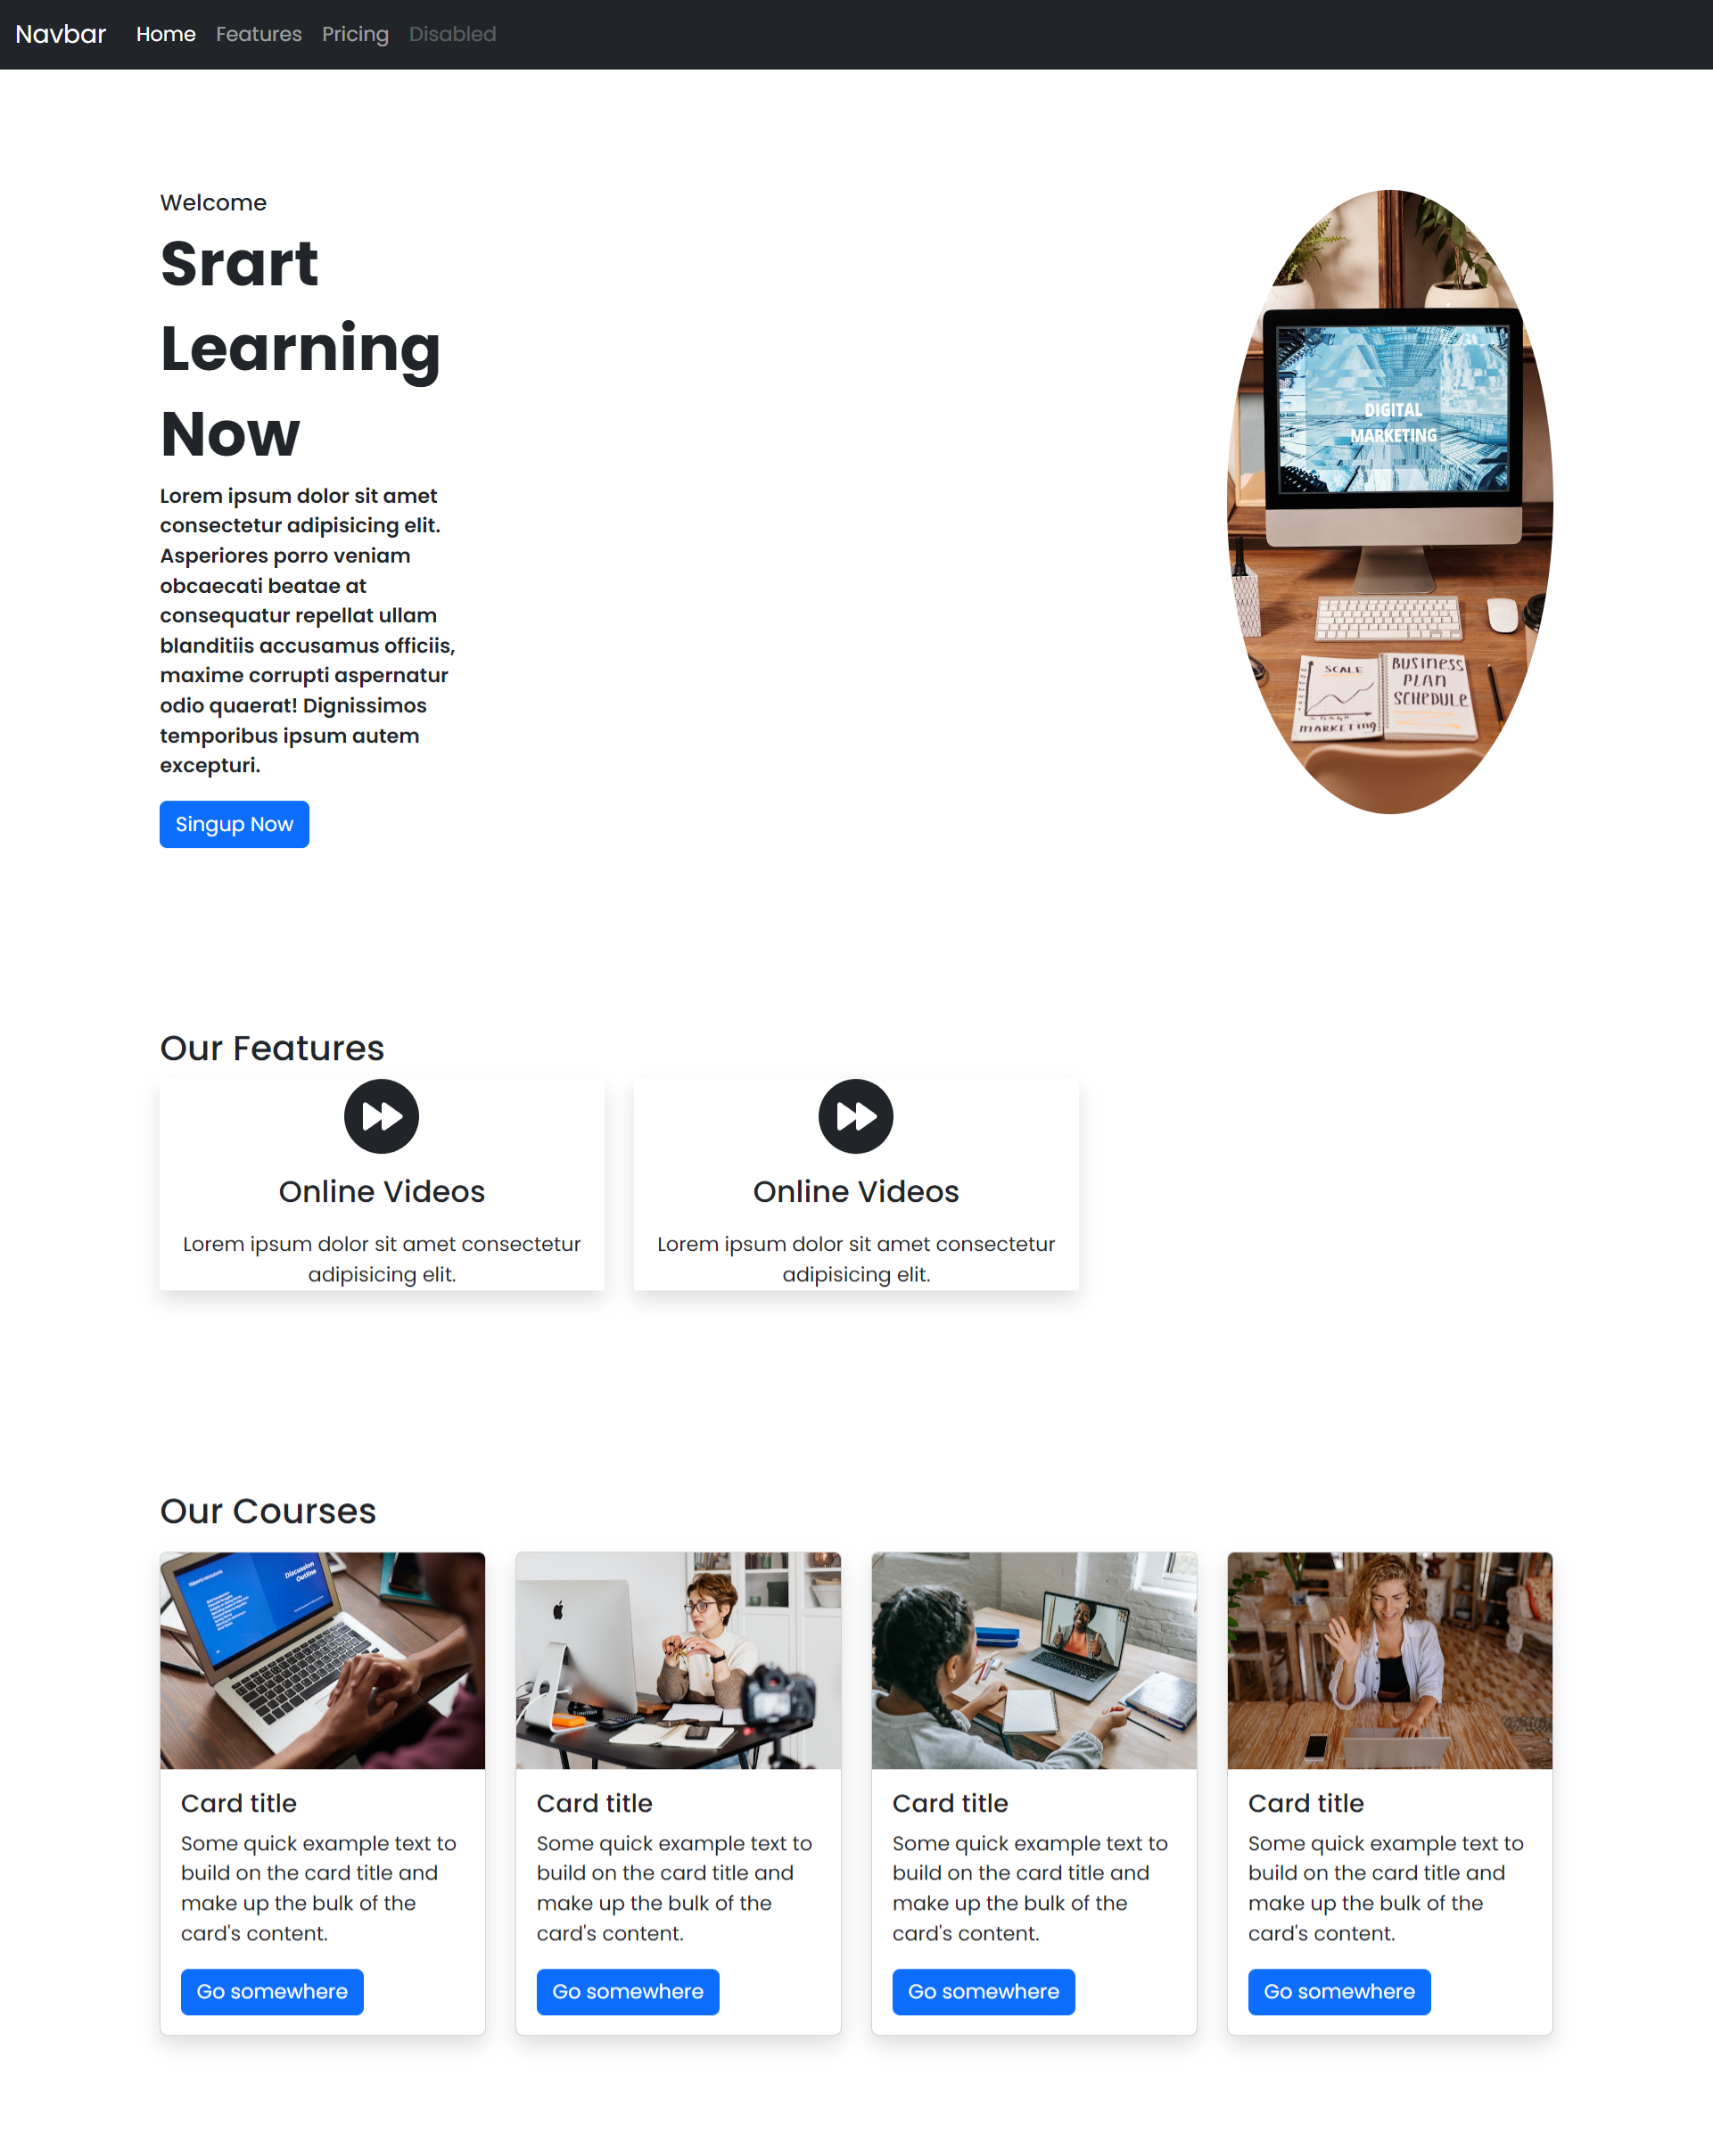 Navbar Home Features Pricing Disabled
Welcome
Srart
Learning
Now
Lorem ipsum dolor sit amet
consectetur adipisicing elit.
Asperiores porro veniam
obcaecati beatae at
consequatur repellat ullam
blanditiis accusamus officiis,
maxime corrupti aspernatur
odio quaerat! Dignissimos
temporibus ipsum autem
excepturi.
Singup Now
DIGITAL
MARKETING
SCALE
MARKETING
BUSINESS
PLAN
SCHEDULE
Our Features
Online Videos
Lorem ipsum dolor sit amet consectetur
adipisicing elit.
Online Videos
Lorem ipsum dolor sit amet consectetur
adipisicing elit.
Our Courses
Discussion
Outline
Card title
Some quick example text to
build on the card title and
make up the bulk of the
card's content.
Go somewhere
Card title
Some quick example text to
build on the card title and
make up the bulk of the
card's content.
Go somewhere
Card title
Some quick example text to
build on the card title and
make up the bulk of the
card's content.
Go somewhere
Card title
Some quick example text to
build on the card title and
make up the bulk of the
card's content.
Go somewhere